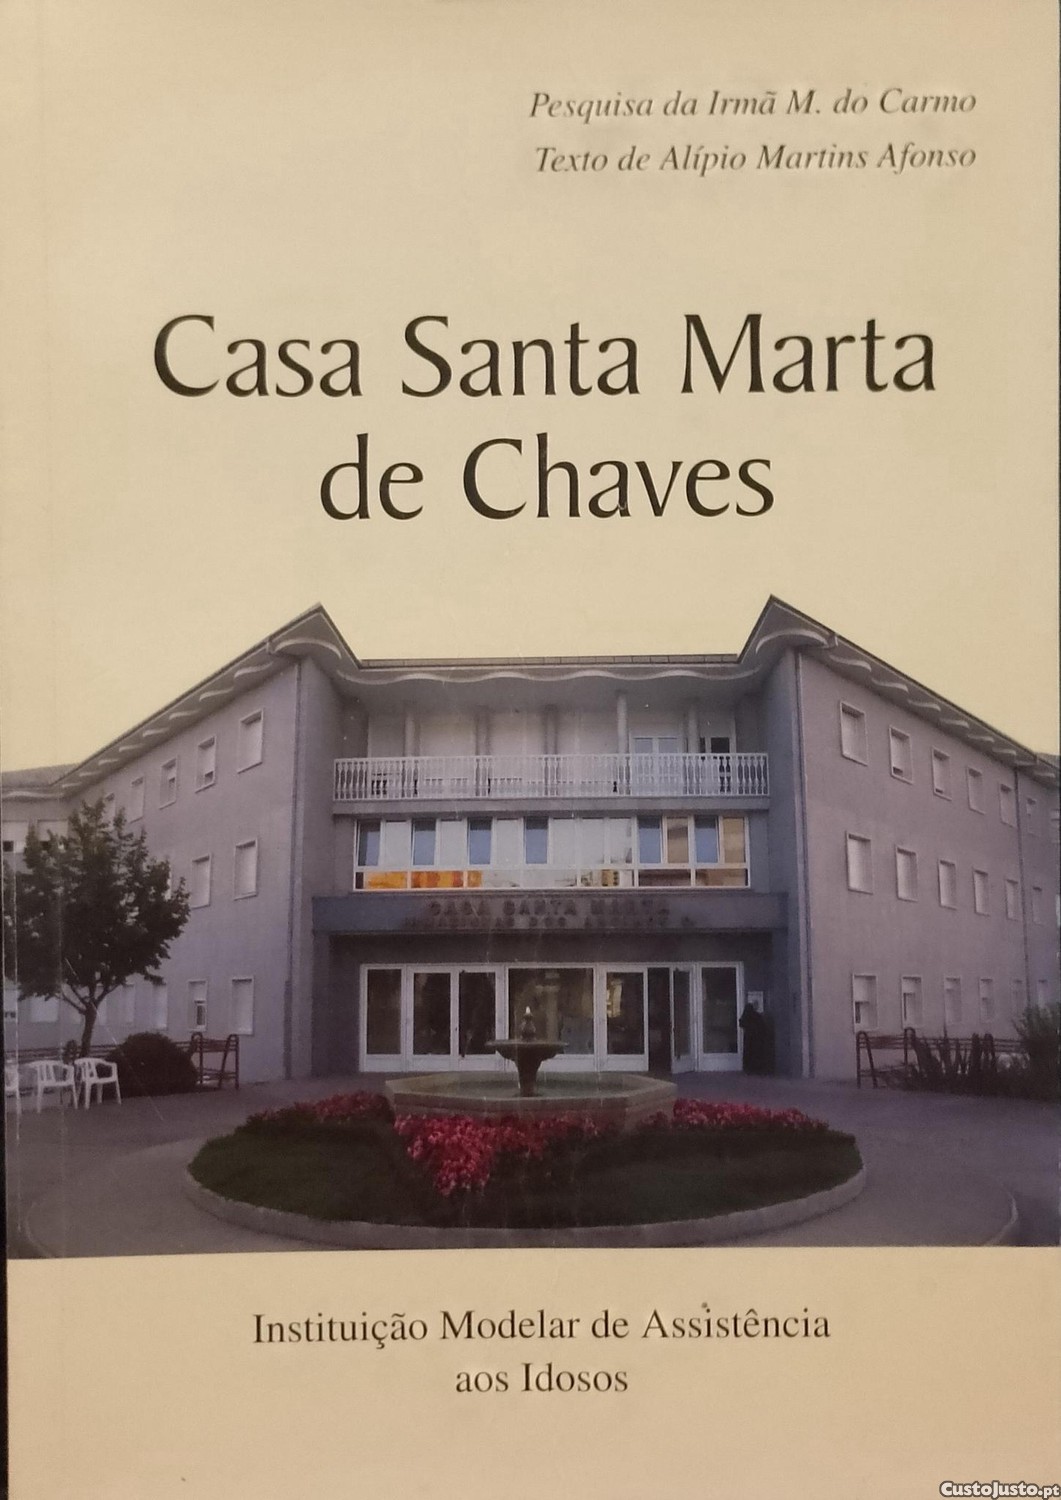 Pesquisa da Irmã M. do Carmo
Texto de Alípio Martins Afonso
Casa Santa Marta
de Chaves
CASA SANTA MARTA
Instituição Modelar de Assistência
aos Idosos
CustoJusto.pt